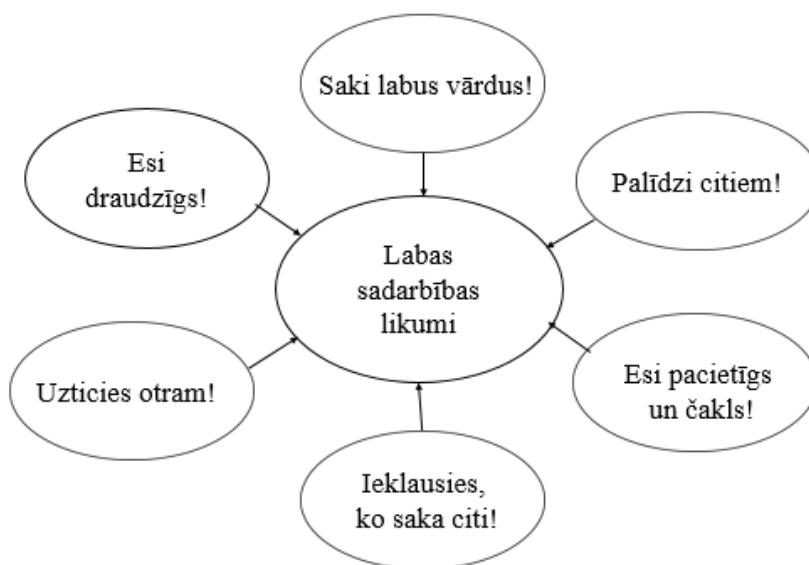 Saki labus vārdus!
Esi
draudzīgs!
Palīdzi citiem!
Labas
sadarbības
likumi
Uzticies otram!
Esi pacietīgs
un čakls!
Ieklausies,
ko saka citi!